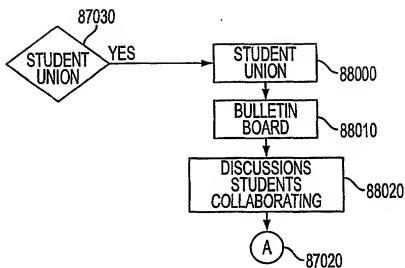 87030
STUDENT
UNION
YES
STUDENT
UNION
88000
BULLETIN
BOARD
88010
DISCUSSIONS
STUDENTS
COLLABORATING
88020
A
87020